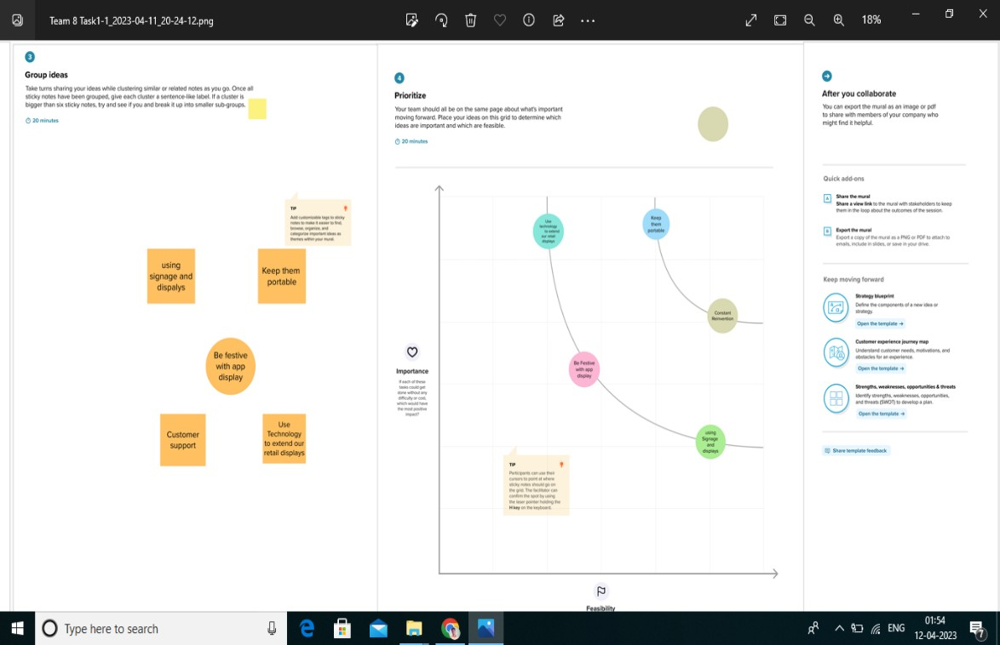 Team 8 Task1-1_2023-04-11_20-24-12.png
18%
3
Group ideas
Take turns sharing your ideas while clustering similar or related notes as you go. Once all
sticky notes have been grouped, give each cluster a sentence-like label. If a cluster is
bigger than six sticky notes, try and see if you and break it up into smaller sub-groups.
20 minutes
TIP
Add customizable tags to sticky
notes to make it easier to find,
browse, organize, and
categorize important ideas as
themes within your mural.
using
signage and
dispalys
Keep them
portable
Be festive
with app
display
Customer
support
Use
Technology
to extend our
retail displays
4
Prioritize
Your team should all be on the same page about what's important
moving forward. Place your ideas on this grid to determine which
ideas are important and which are feasible.
20 minutes
Use
technology
to extend
our retail
displays
Keep
them
portable
Constant
Reinvention
Be Festive
with app
display
using
Signage
and
displays
Importance
If each of these
tasks could get
done without any
difficulty or cost,
which would have
the most positive
impact?
TIP
Participants can use their
cursors to point at where
sticky notes should go on
the grid. The facilitator can
confirm the spot by using
the laser pointer holding the
H key on the keyboard.
Feasibility
After you collaborate
You can export the mural as an image or pdf
to share with members of your company who
might find it helpful.
Quick add-ons
A
Share the mural
Share a view link to the mural with stakeholders to keep
them in the loop about the outcomes of the session.
B
Export the mural
Export a copy of the mural as a PNG or PDF to attach to
emails, include in slides, or save in your drive.
Keep moving forward
Strategy blueprint
Define the components of a new idea or
strategy.
Open the template →
Customer experience journey map
Understand customer needs, motivations, and
obstacles for an experience.
Open the template →
Strengths, weaknesses, opportunities & threats
Identify strengths, weaknesses, opportunities,
and threats (SWOT) to develop a plan.
Open the template →
Share template feedback
Type here to search
ENG
01:54
12-04-2023
7